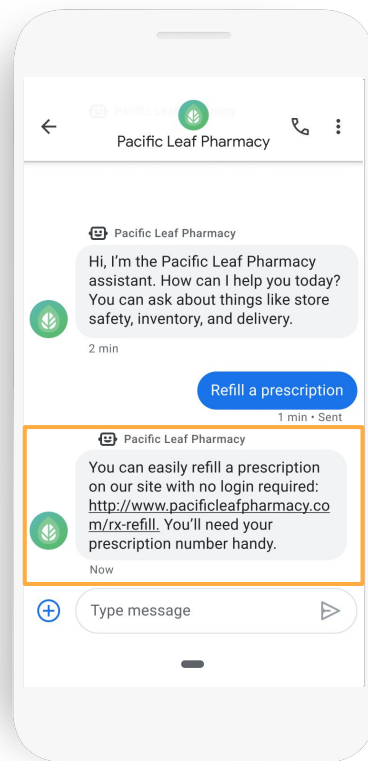 Pacific Leaf Pharmacy
Pacific Leaf Pharmacy
Hi, I'm the Pacific Leaf Pharmacy
assistant. How can I help you today?
You can ask about things like store
safety, inventory, and delivery.
2 min
Refill a prescription
1 min • Sent
Pacific Leaf Pharmacy
You can easily refill a prescription
on our site with no login required:
http://www.pacificleafpharmacy.co
m/rx-refill. You'll need your
prescription number handy.
Now
Type message